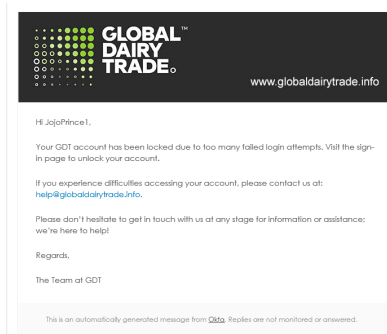 GLOBAL™
DAIRY
TRADE
www.globaldairytrade.info
Hi JojoPrince1,
Your GDT account has been locked due to too many failed login attempts. Visit the sign-
in page to unlock your account.
If you experience difficulties accessing your account, please contact us at:
help@globaldairytrade.info.
Please don't hesitate to get in touch with us at any stage for information or assistance;
we're here to help!
Regards,
The Team at GDT
This is an automatically generated message from Okta. Replies are not monitored or answered.